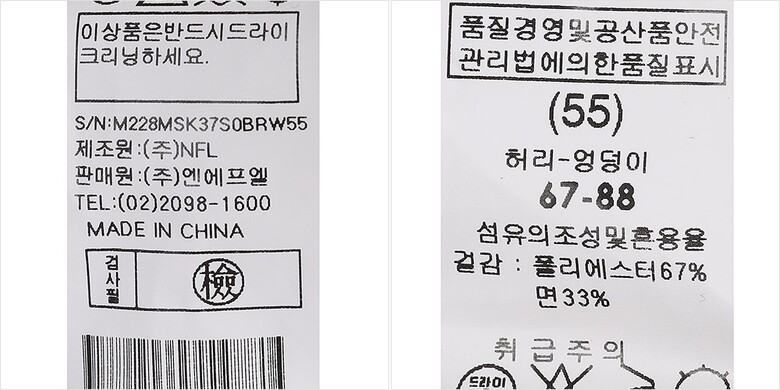 이상품은반드시드라이
크리닝하세요.
S/N:M228MSK37S0BRW55
제조원:(주)NFL
판매원:(주)엔에프엘
TEL:(02)2098-1600
MADE IN CHINA
검사필
檢
품질경영및공산품안전
관리법에의한품질표시
(55)
허리-엉덩이
67-88
섬유의조성및혼용율
겉감 : 폴리에스터67%
면33%
취급주의
드라이